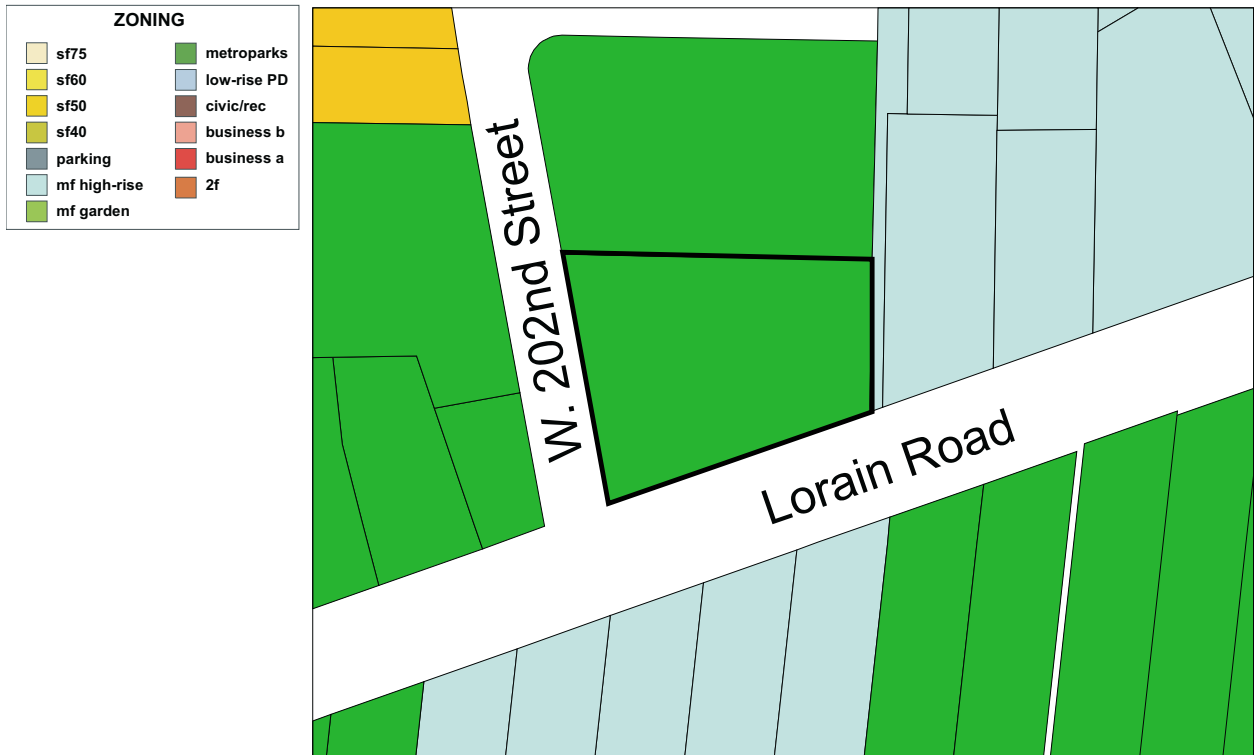 ZONING
sf75
sf60
sf50
sf40
parking
mf high-rise
mf garden
metroparks
low-rise PD
civic/rec
business b
business a
2f
W. 202nd Street
Lorain Road